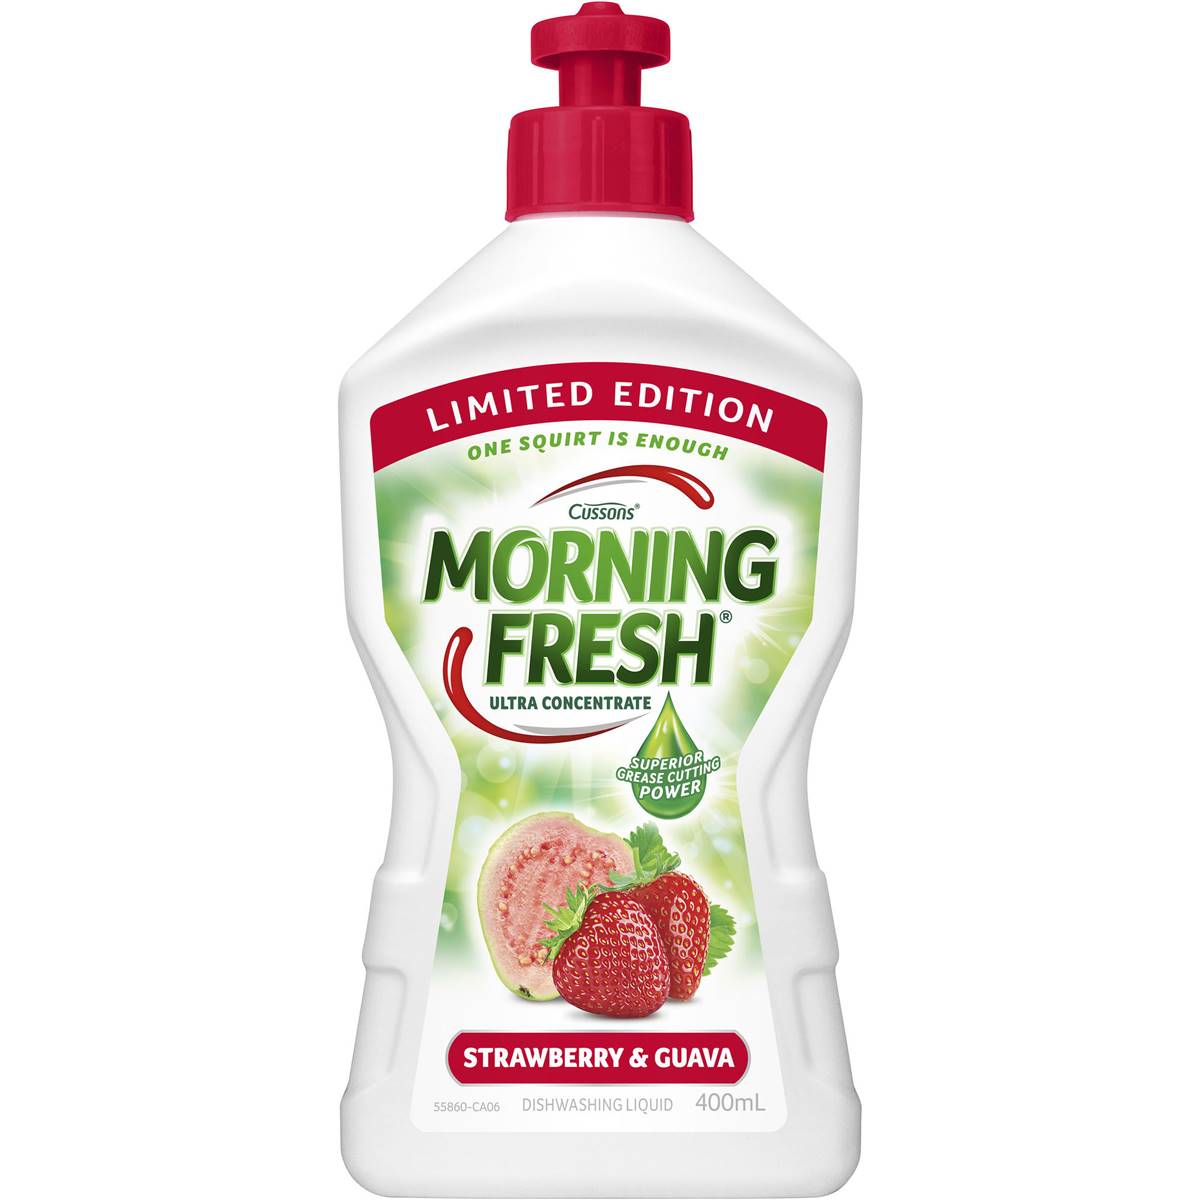 LIMITED EDITION
ONE SQUIRT IS ENOUGH
Cussons®
MORNING
FRESH®
ULTRA CONCENTRATE
SUPERIOR
GREASE CUTTING
POWER
STRAWBERRY & GUAVA
55860-CA06 DISHWASHING LIQUID 400mL